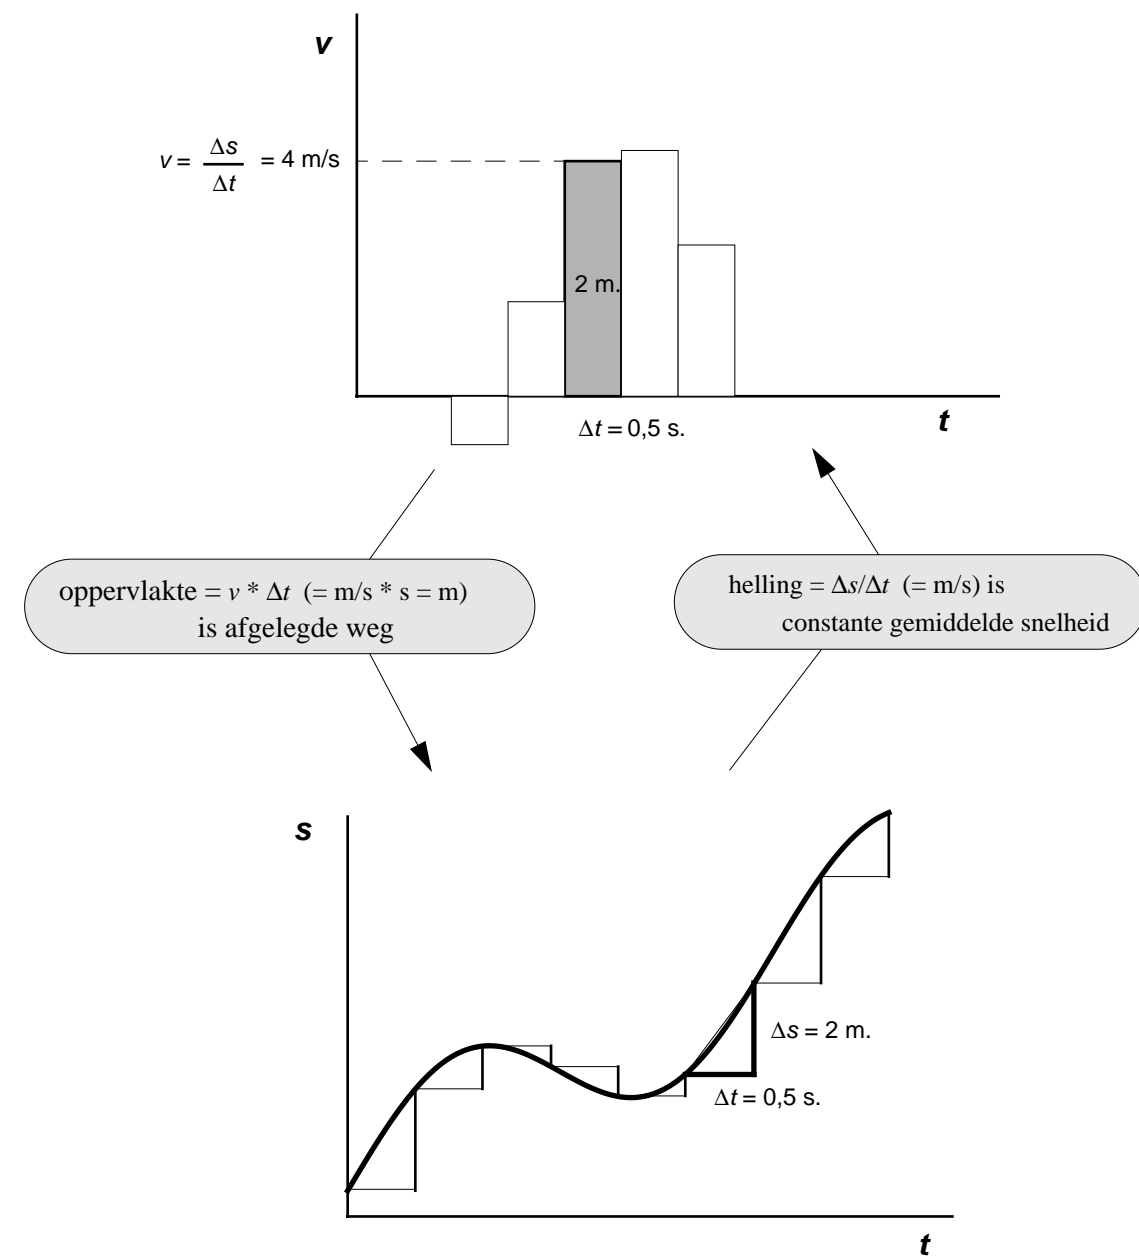 v
v = Δs/Δt = 4 m/s
2 m.
Δt = 0,5 s.
t
oppervlakte = v * Δt (= m/s * s = m)
is afgelegde weg
helling = Δs/Δt (= m/s) is
constante gemiddelde snelheid
s
Δs = 2 m.
Δt = 0,5 s.
t